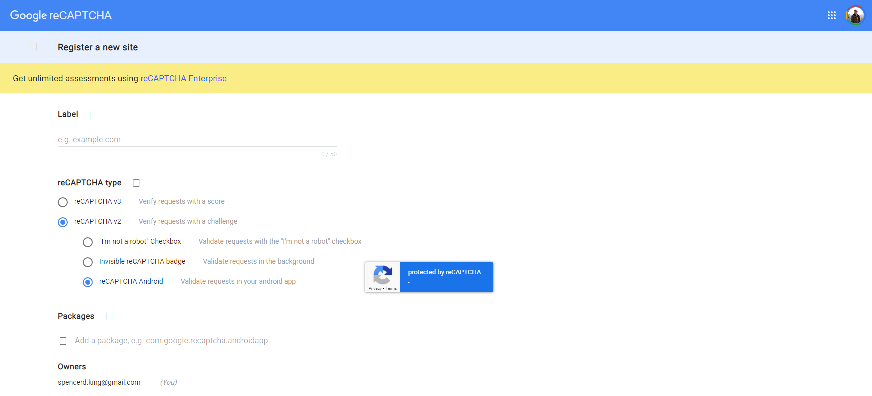 Google reCAPTCHA
Register a new site
Get unlimited assessments using reCAPTCHA Enterprise
Label
e.g. example.com
0 / 50
reCAPTCHA type
reCAPTCHA v3 Verify requests with a score
reCAPTCHA v2 Verify requests with a challenge
"I'm not a robot" Checkbox Validate requests with the "I'm not a robot" checkbox
Invisible reCAPTCHA badge Validate requests in the background
protected by reCAPTCHA
reCAPTCHA Android Validate requests in your android app
Privacy - Terms
Packages
Add a package, e.g. com.google.recaptcha.androidapp
Owners
spencerd.lung@gmail.com (You)